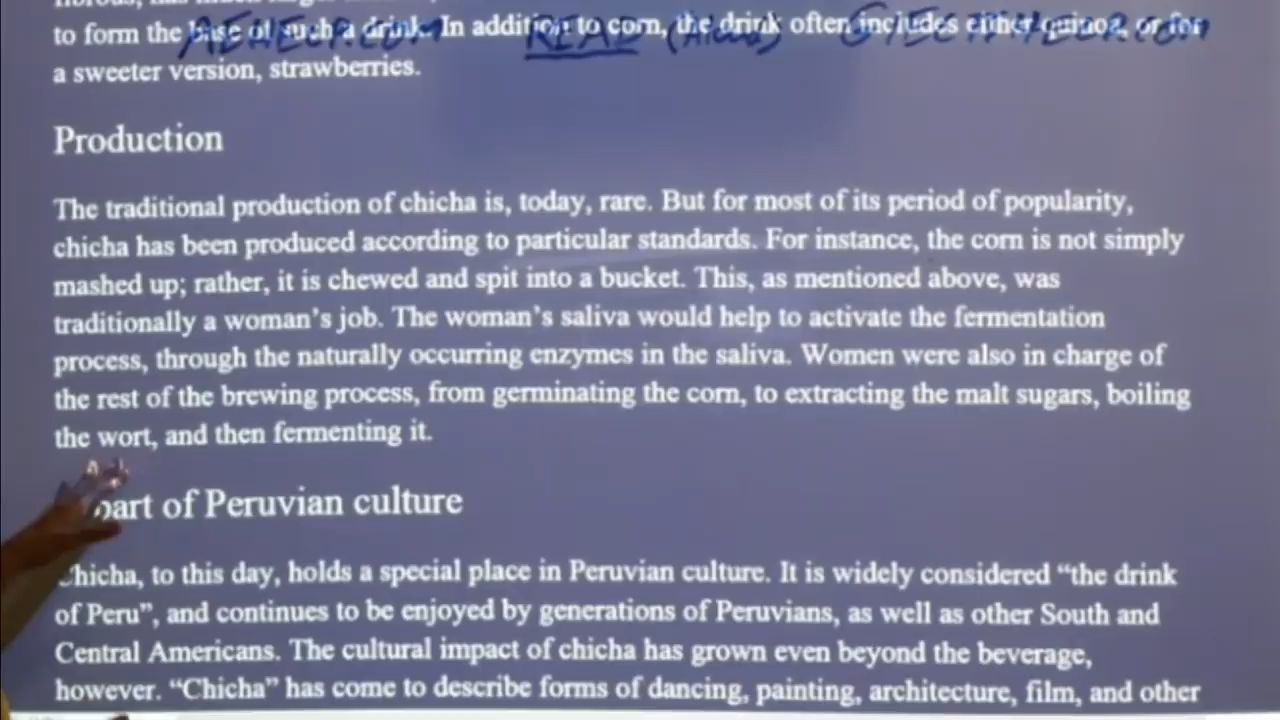 to form the base of such a drink. In addition to corn, the drink often includes either quinoa, or for
AEHELP.COM READ GTECTHYECP.COM
a sweeter version, strawberries.
Production
The traditional production of chicha is, today, rare. But for most of its period of popularity,
chicha has been produced according to particular standards. For instance, the corn is not simply
mashed up; rather, it is chewed and spit into a bucket. This, as mentioned above, was
traditionally a woman's job. The woman's saliva would help to activate the fermentation
process, through the naturally occurring enzymes in the saliva. Women were also in charge of
the rest of the brewing process, from germinating the corn, to extracting the malt sugars, boiling
the wort, and then fermenting it.
part of Peruvian culture
Chicha, to this day, holds a special place in Peruvian culture. It is widely considered “the drink
of Peru”, and continues to be enjoyed by generations of Peruvians, as well as other South and
Central Americans. The cultural impact of chicha has grown even beyond the beverage,
however. “Chicha” has come to describe forms of dancing, painting, architecture, film, and other